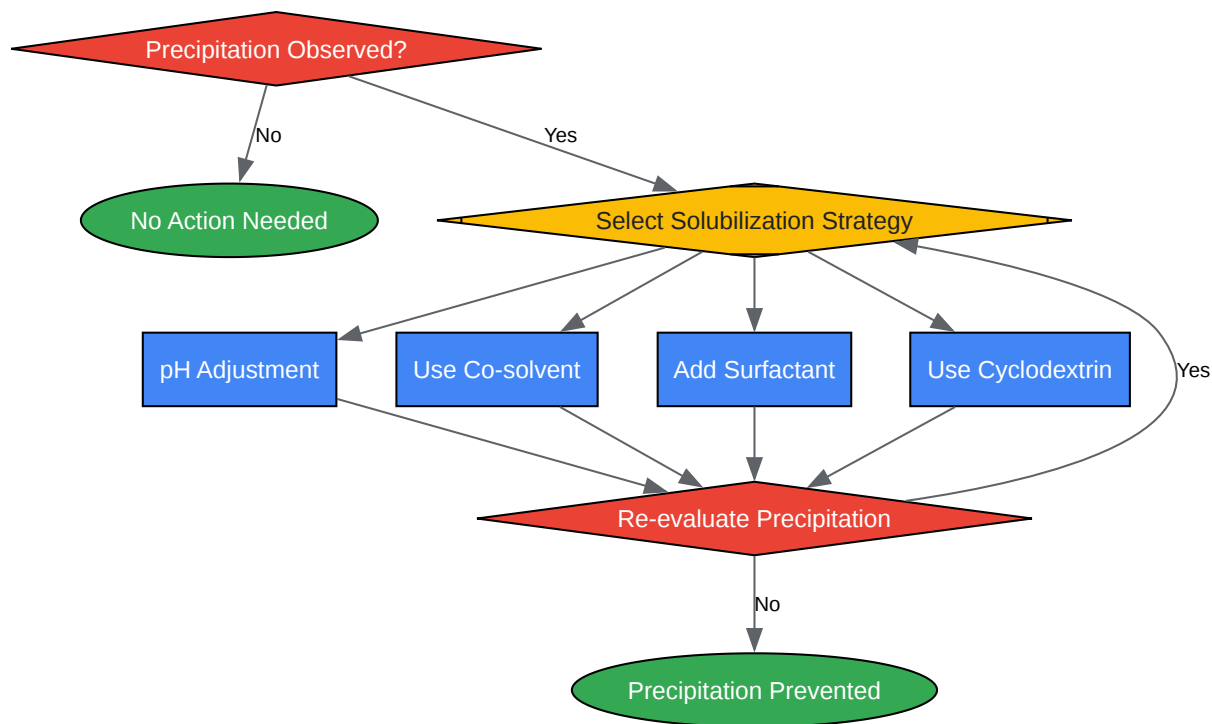 Precipitation Observed?
No
Yes
No Action Needed
Select Solubilization Strategy
pH Adjustment
Use Co-solvent
Add Surfactant
Use Cyclodextrin
Yes
Re-evaluate Precipitation
No
Precipitation Prevented